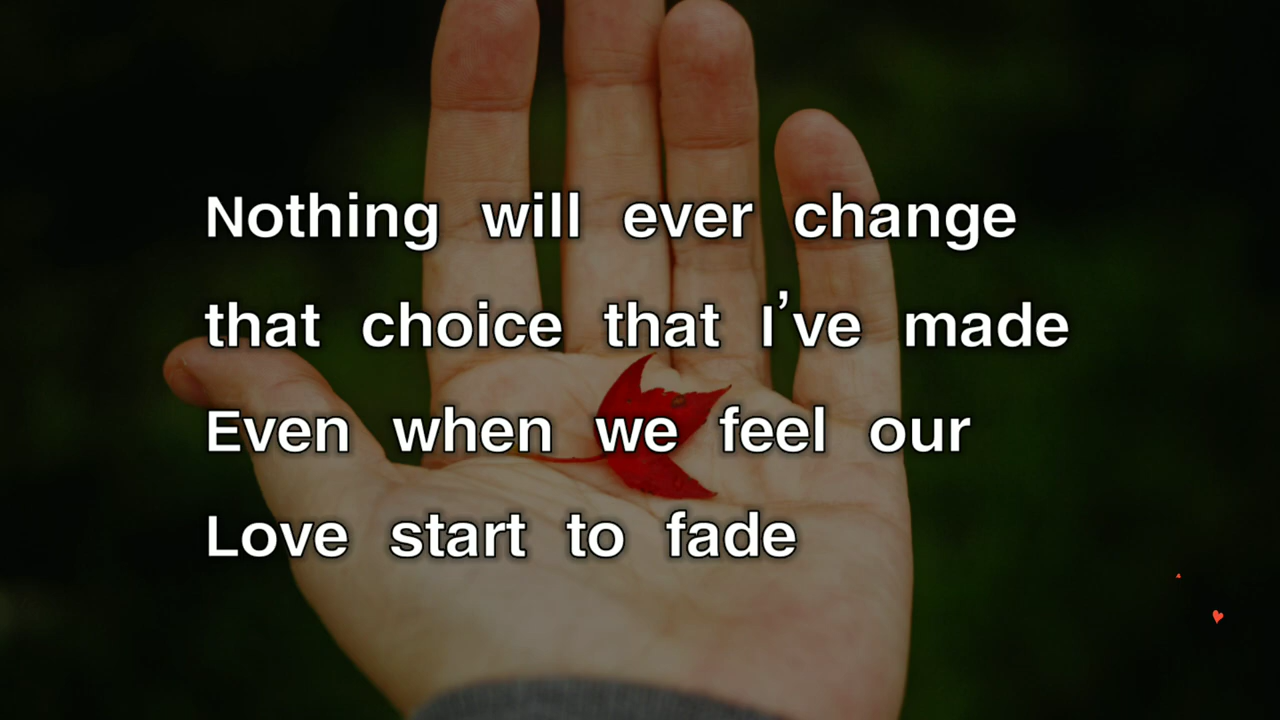 Nothing will ever change
that choice that I've made
Even when we feel our
Love start to fade